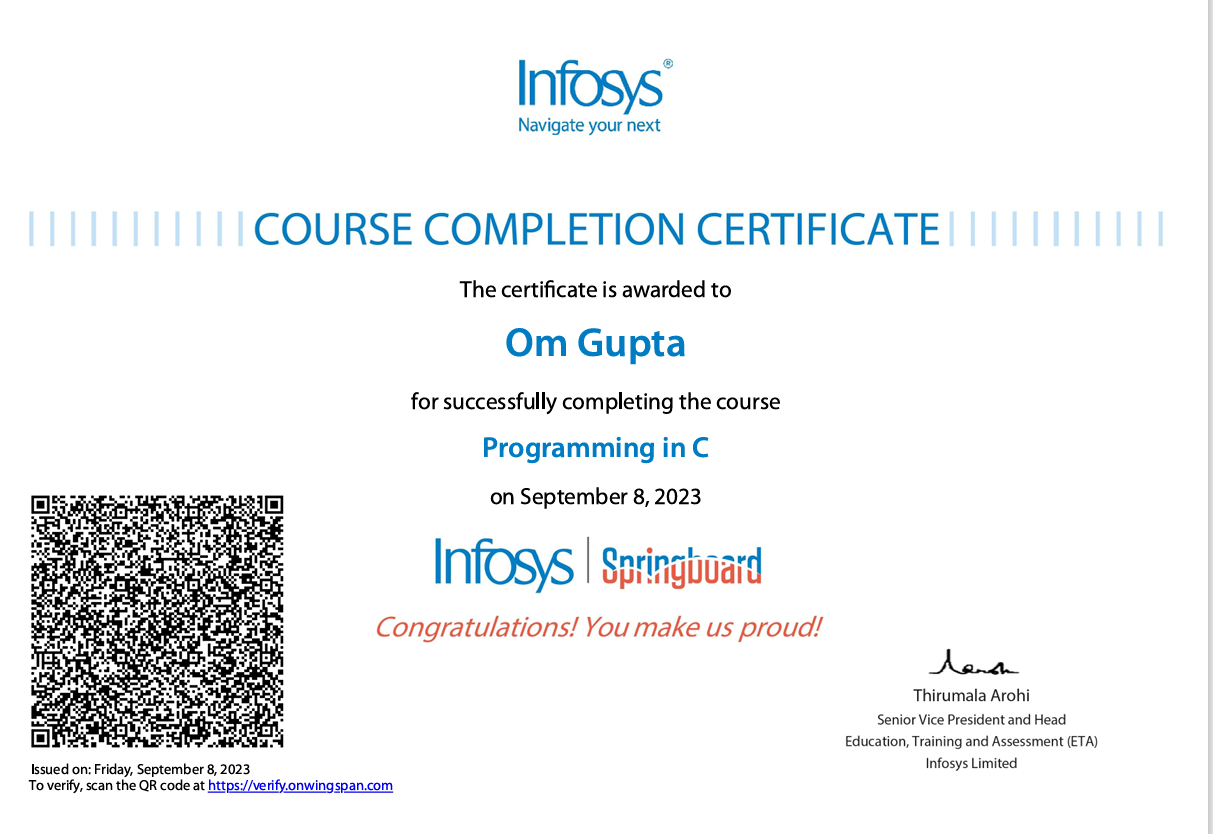 Infosys®
Navigate your next
COURSE COMPLETION CERTIFICATE
The certificate is awarded to
Om Gupta
for successfully completing the course
Programming in C
on September 8, 2023
Infosys | Springboard
Congratulations! You make us proud!
Thirumala Arohi
Senior Vice President and Head
Education, Training and Assessment (ETA)
Infosys Limited
Issued on: Friday, September 8, 2023
To verify, scan the QR code at https://verify.onwingspan.com